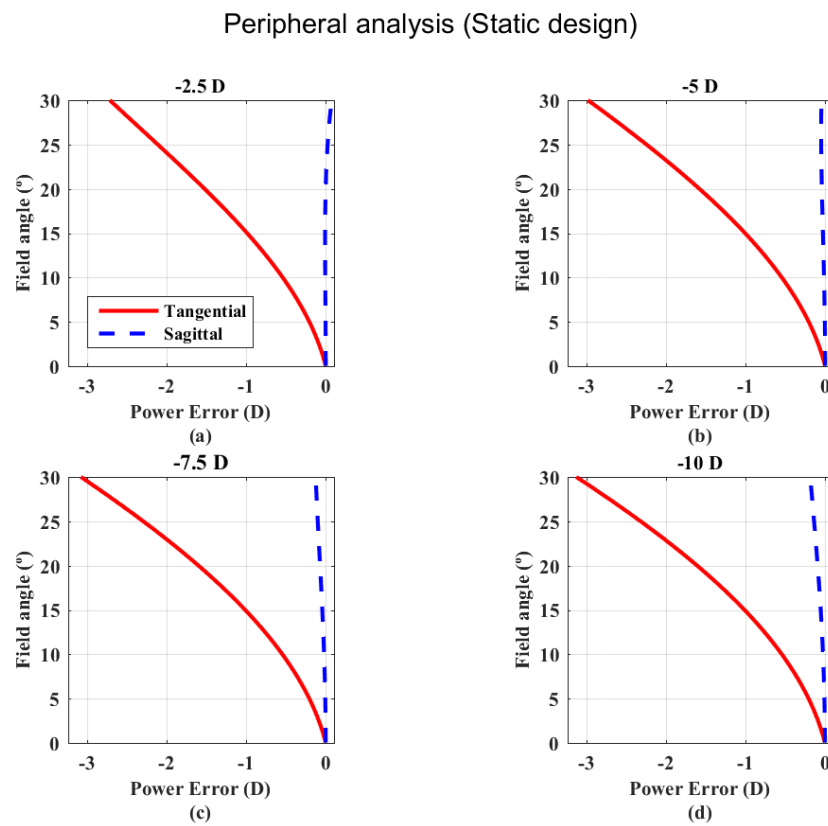 Peripheral analysis (Static design)
-2.5 D
30
25
20
15
10
5
0
Field angle (º)
Tangential
Sagittal
-3 -2 -1 0
Power Error (D)
(a)
-5 D
30
25
20
15
10
5
0
Field angle (º)
-3 -2 -1 0
Power Error (D)
(b)
-7.5 D
30
25
20
15
10
5
0
Field angle (º)
-3 -2 -1 0
Power Error (D)
(c)
-10 D
30
25
20
15
10
5
0
Field angle (º)
-3 -2 -1 0
Power Error (D)
(d)